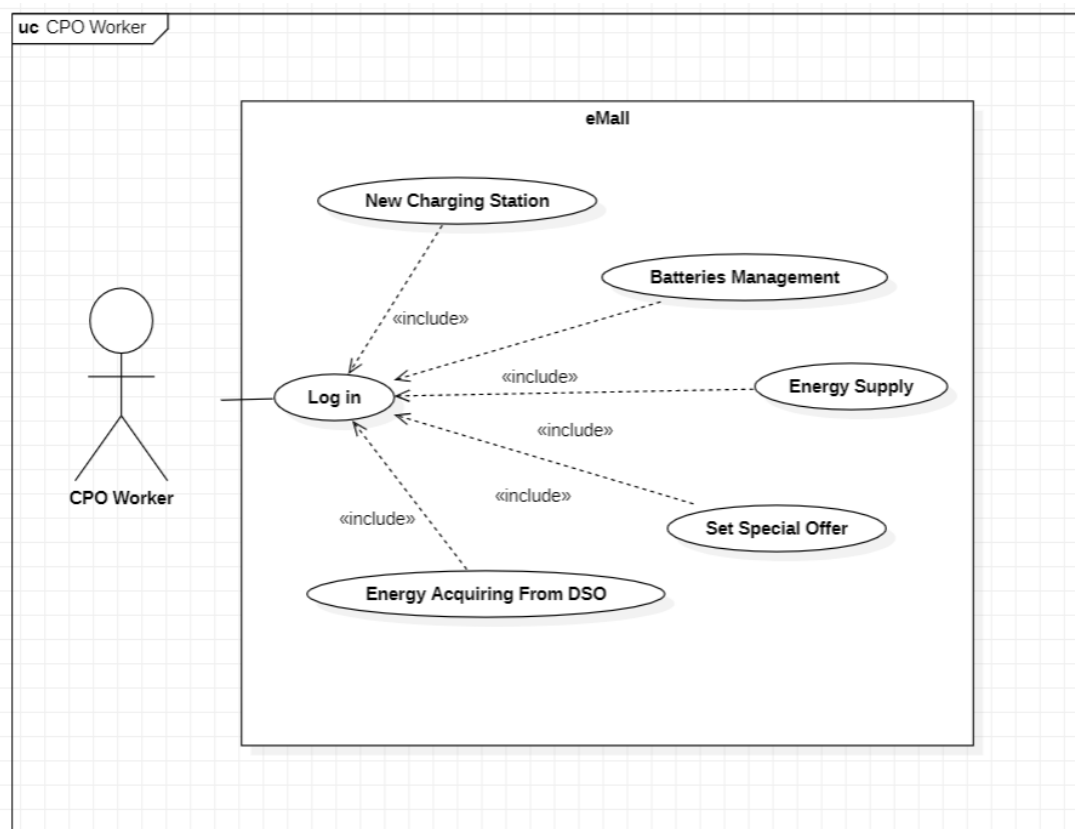 uc CPO Worker
eMall
New Charging Station
Batteries Management
«include»
«include»
Energy Supply
Log in
«include»
CPO Worker
«include»
«include»
Set Special Offer
Energy Acquiring From DSO